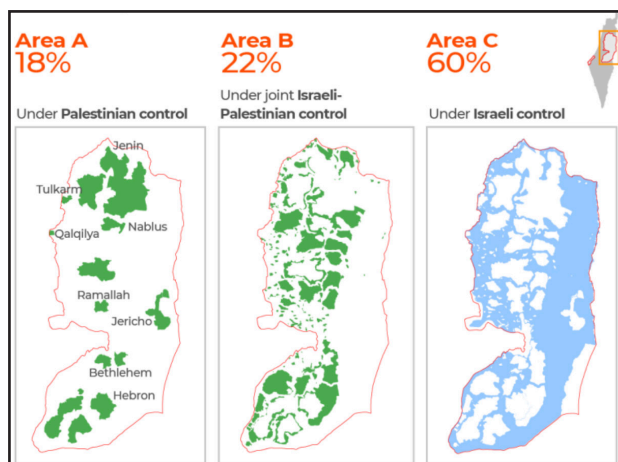 Area A
18%
Under Palestinian control
Jenin
Tulkarm
Nablus
Qalqilya
Ramallah
Jericho
Bethlehem
Hebron
Area B
22%
Under joint Israeli-
Palestinian control
Area C
60%
Under Israeli control